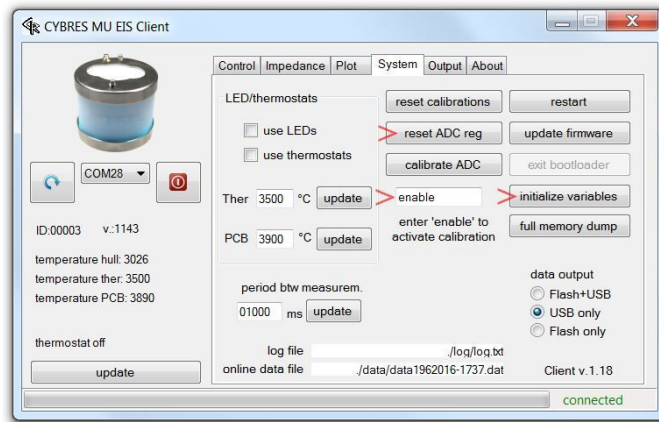 CYBRES MU EIS Client
Control Impedance Plot System Output About
LED/thermostats
use LEDs
use thermostats
Ther 3500 °C update
PCB 3900 °C update
reset calibrations
restart
reset ADC reg
update firmware
calibrate ADC
exit bootloader
enable
initialize variables
enter 'enable' to
activate calibration
full memory dump
COM28
ID:00003 v.:1143
temperature hull: 3026
temperature ther: 3500
temperature PCB: 3890
thermostat off
update
period btw measurem.
01000 ms update
data output
Flash+USB
USB only
Flash only
log file ./log/log.txt
online data file ./data/data1962016-1737.dat
Client v.1.18
connected